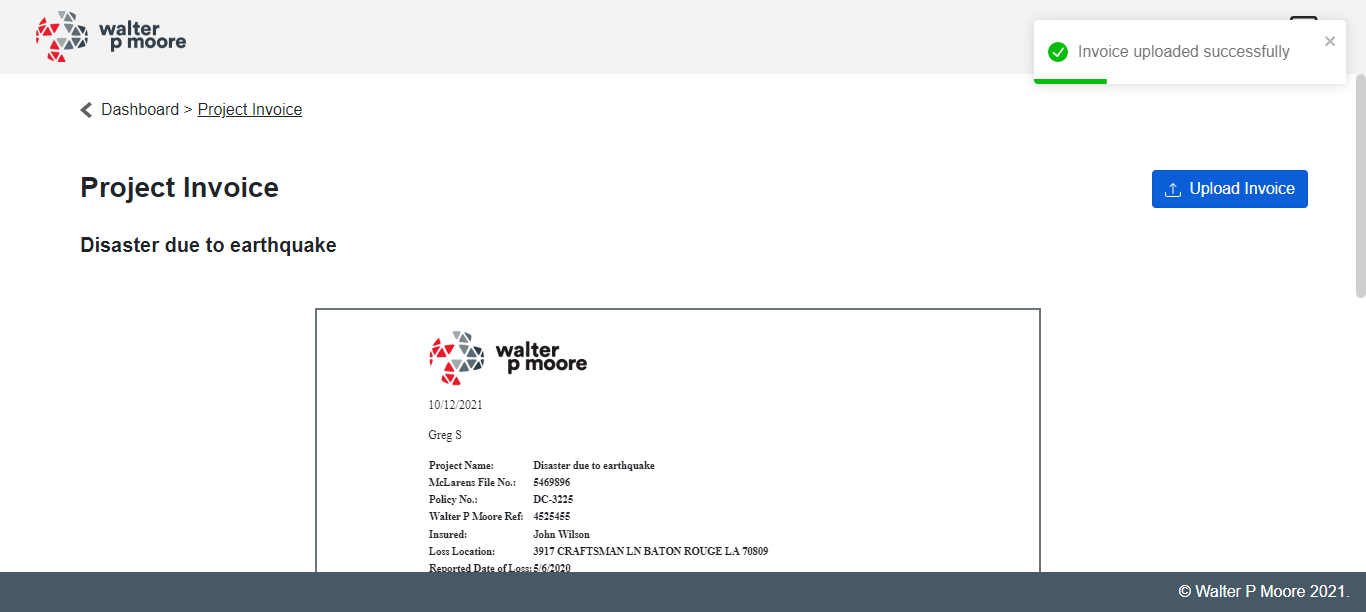 walter
p moore
Invoice uploaded successfully
Dashboard > Project Invoice
Project Invoice
Upload Invoice
Disaster due to earthquake
walter
p moore
10/12/2021
Greg S
Project Name: Disaster due to earthquake
McLarens File No.: 5469896
Policy No.: DC-3225
Walter P Moore Ref: 4525455
Insured: John Wilson
Loss Location: 3917 CRAFTSMAN LN BATON ROUGE LA 70809
Reported Date of Loss: 5/6/2020
© Walter P Moore 2021.